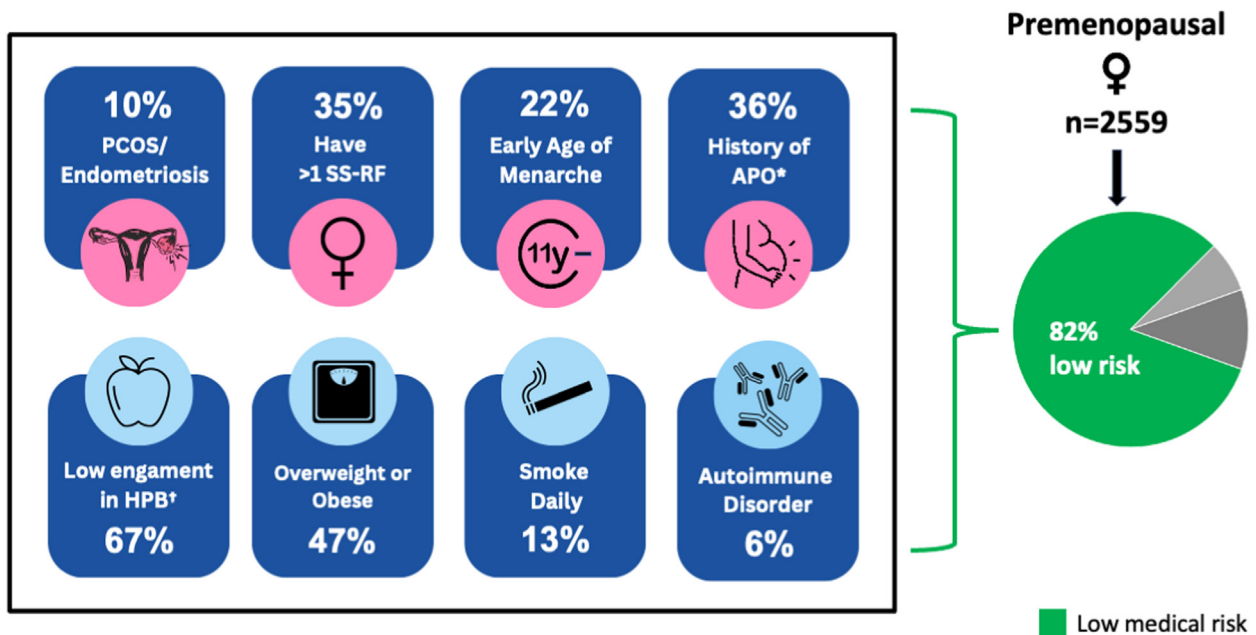 10%
PCOS/
Endometriosis
35%
Have
>1 SS-RF
22%
Early Age of
Menarche
11y-
36%
History of
APO*
Low engament
in HPB†
67%
Overweight or
Obese
47%
Smoke
Daily
13%
Autoimmune
Disorder
6%
Premenopausal
♀
n=2559
82%
low risk
Low medical risk